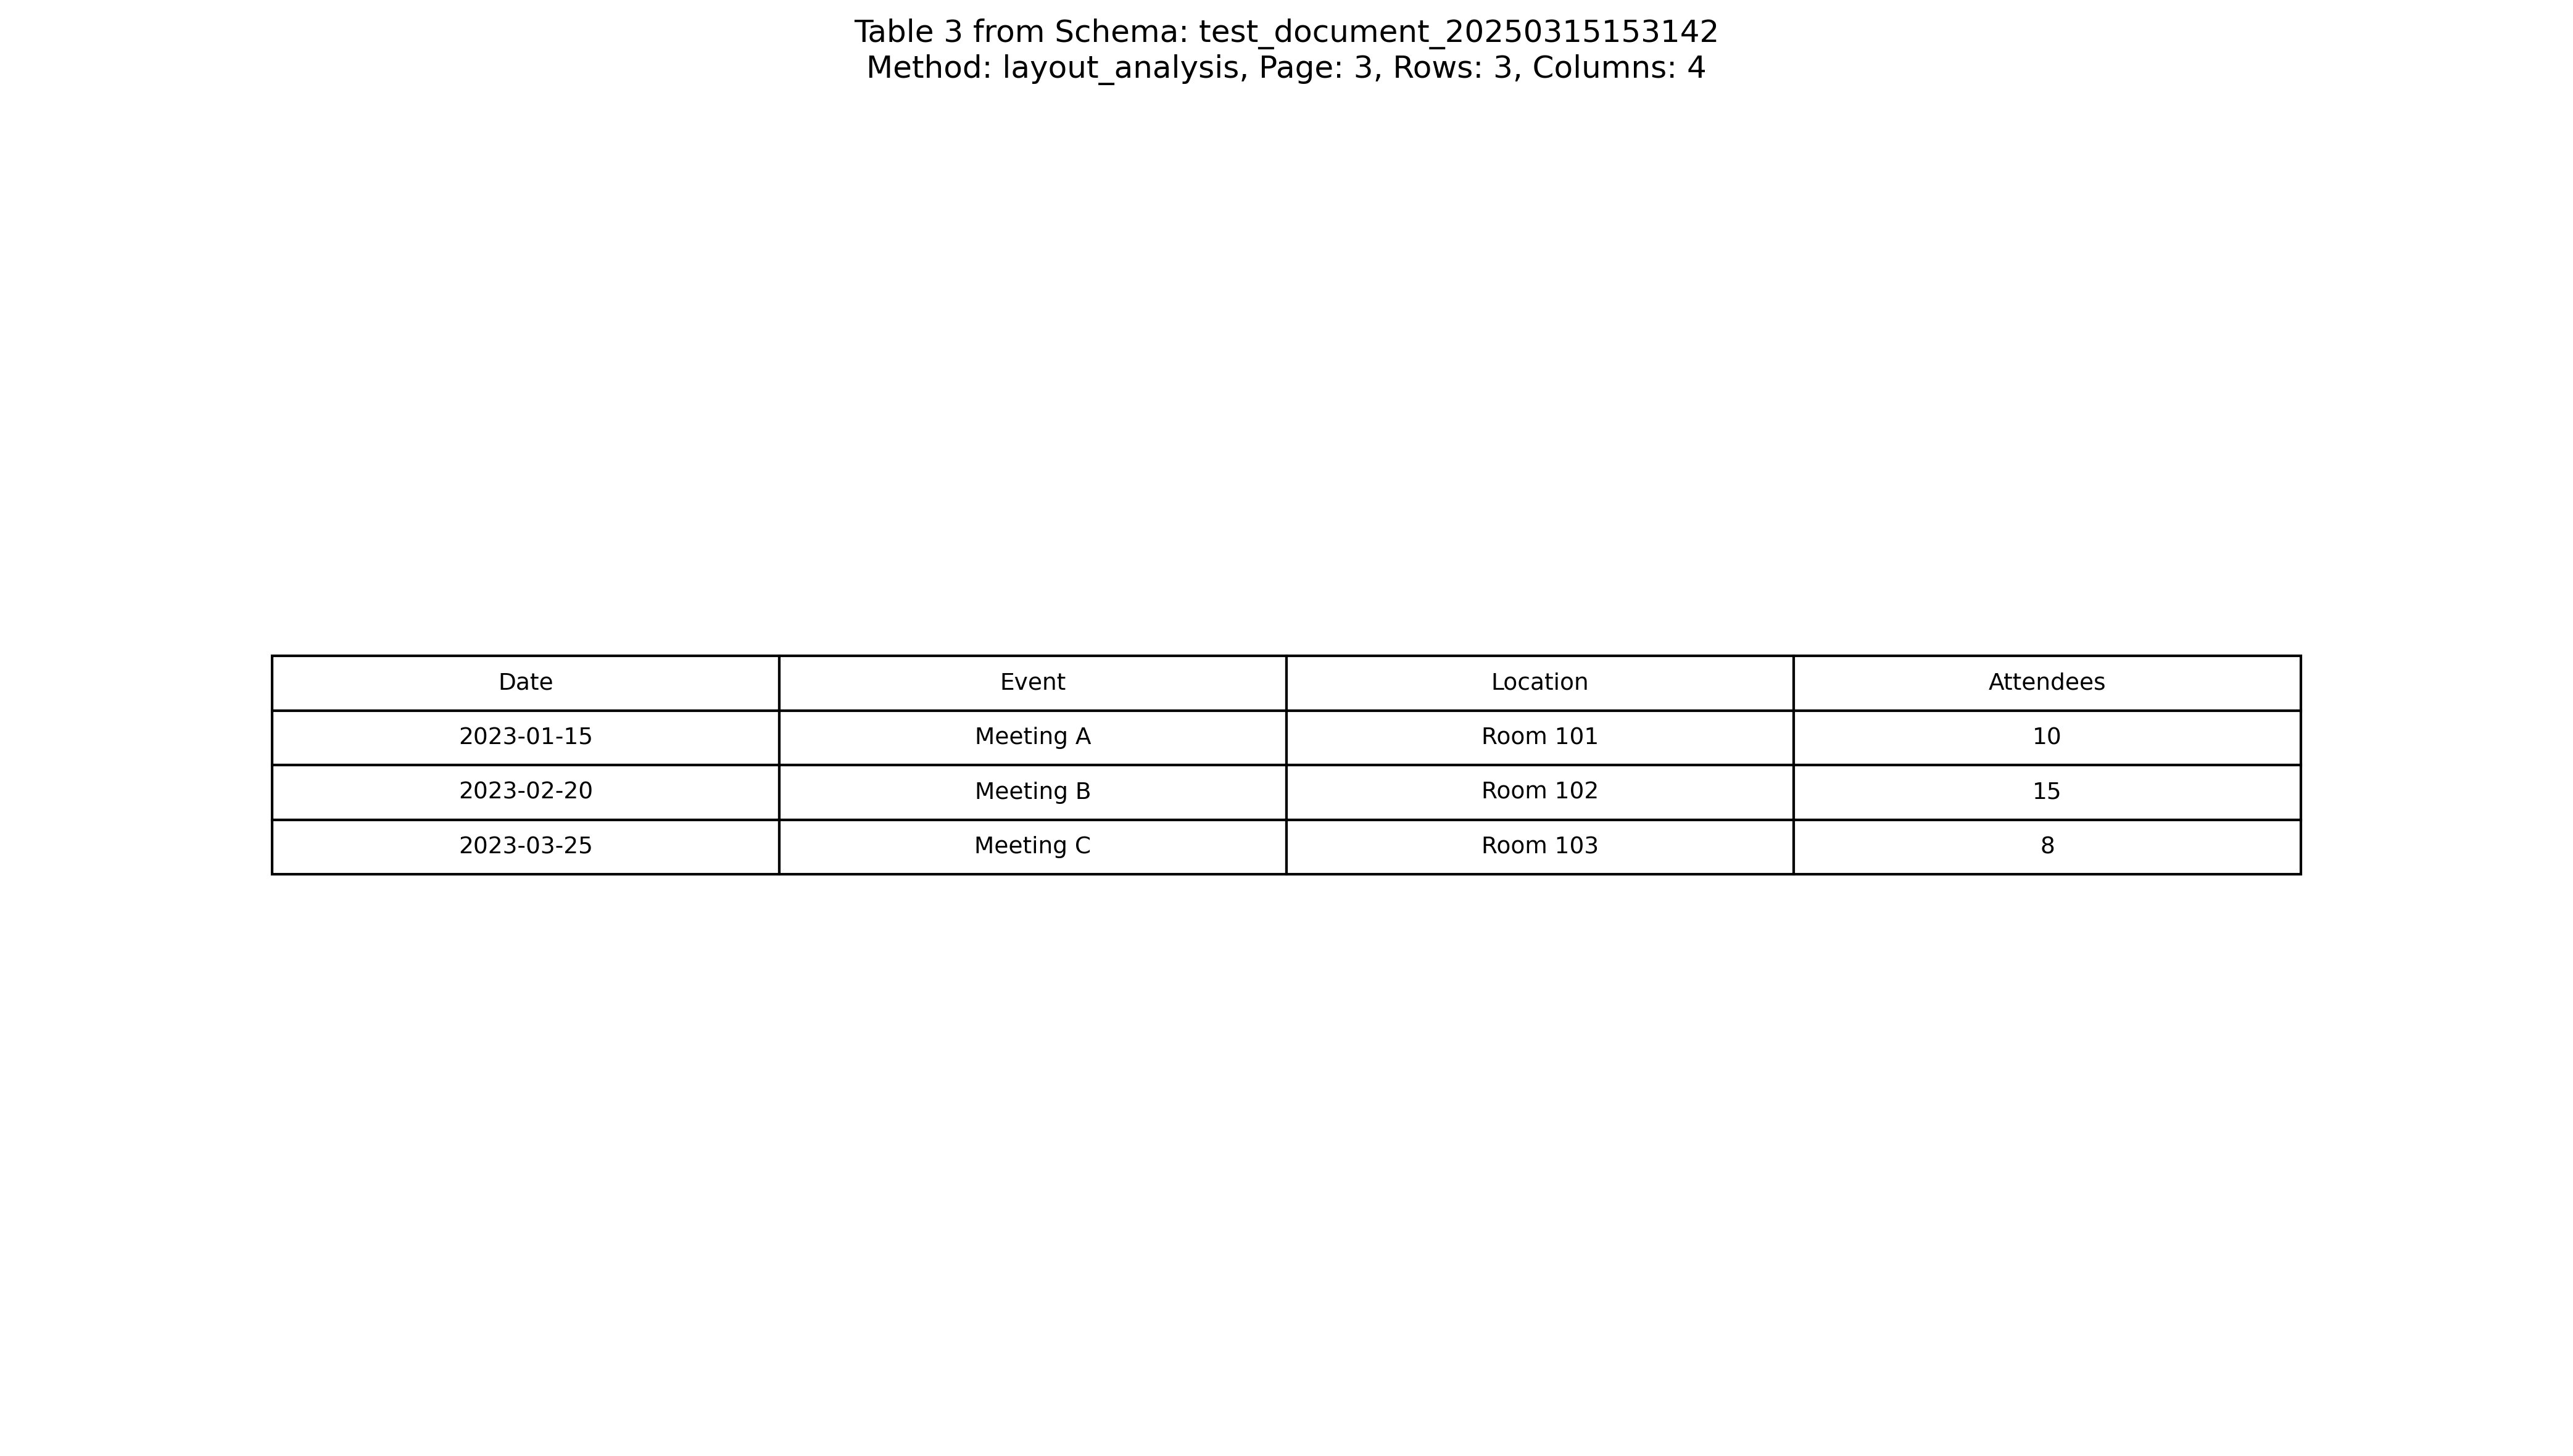 Table 3 from Schema: test_document_20250315153142
Method: layout_analysis, Page: 3, Rows: 3, Columns: 4
Date Event Location Attendees
2023-01-15 Meeting A Room 101 10
2023-02-20 Meeting B Room 102 15
2023-03-25 Meeting C Room 103 8